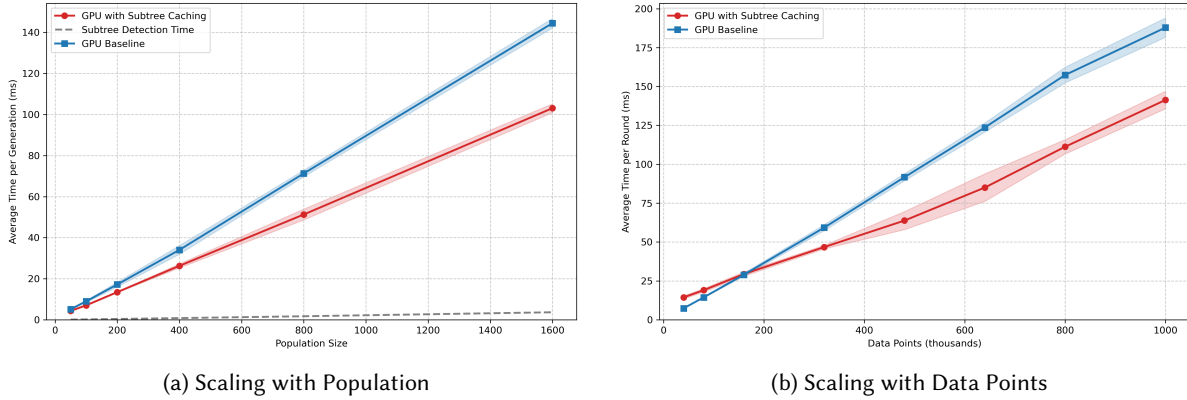 GPU with Subtree Caching
Subtree Detection Time
GPU Baseline
Average Time per Generation (ms)
140
120
100
80
60
40
20
0
0 200 400 600 800 1000 1200 1400 1600
Population Size
(a) Scaling with Population
GPU with Subtree Caching
GPU Baseline
Average Time per Round (ms)
200
175
150
125
100
75
50
25
0
200 400 600 800 1000
Data Points (thousands)
(b) Scaling with Data Points